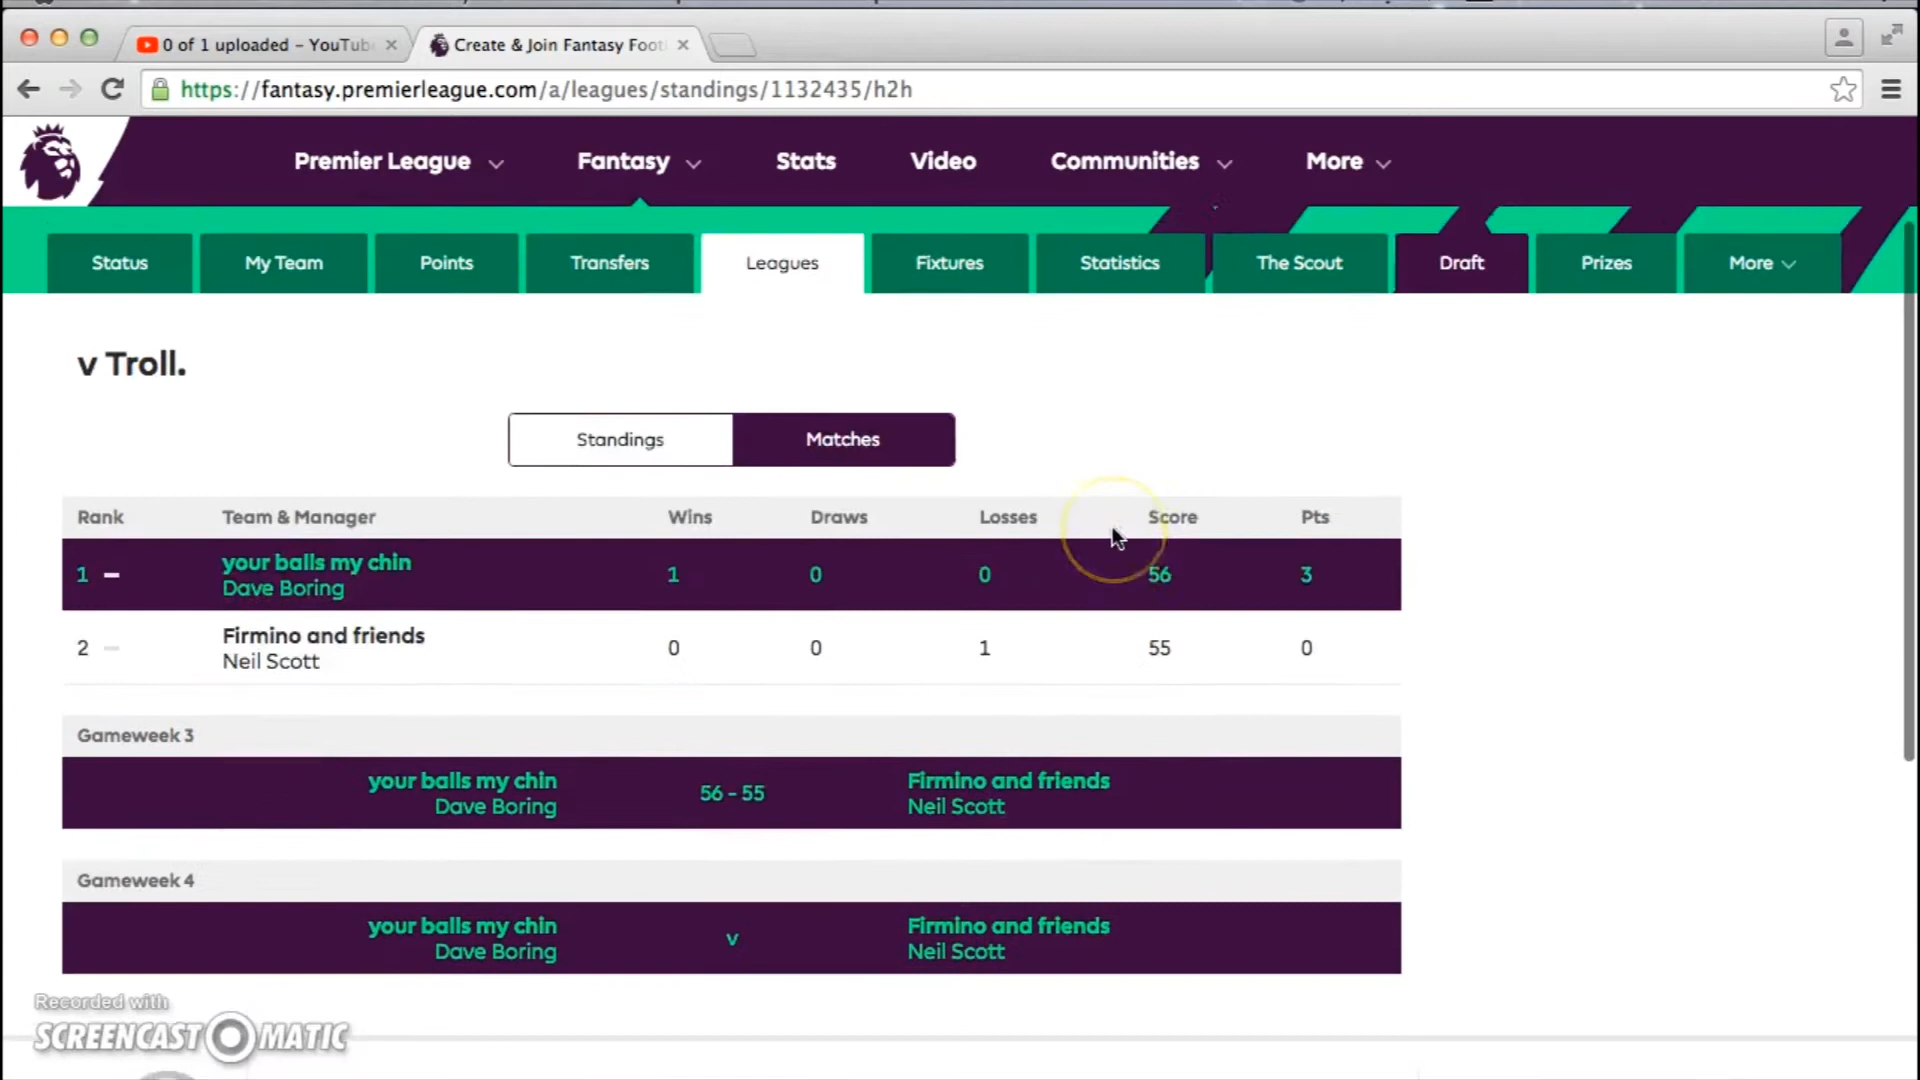 0 of 1 uploaded - YouTub
Create & Join Fantasy Foot
https://fantasy.premierleague.com/a/leagues/standings/1132435/h2h
Premier League Fantasy Stats Video Communities More
Status My Team Points Transfers Leagues Fixtures Statistics The Scout Draft Prizes More
v Troll.
Standings Matches
Rank Team & Manager Wins Draws Losses Score Pts
your balls my chin
1 Dave Boring 1 0 0 56 3
Firmino and friends
2 Neil Scott 0 0 1 55 0
Gameweek 3
your balls my chin 56 - 55 Firmino and friends
Dave Boring Neil Scott
Gameweek 4
your balls my chin v Firmino and friends
Dave Boring Neil Scott
Recorded with
SCREENCAST O MATIC